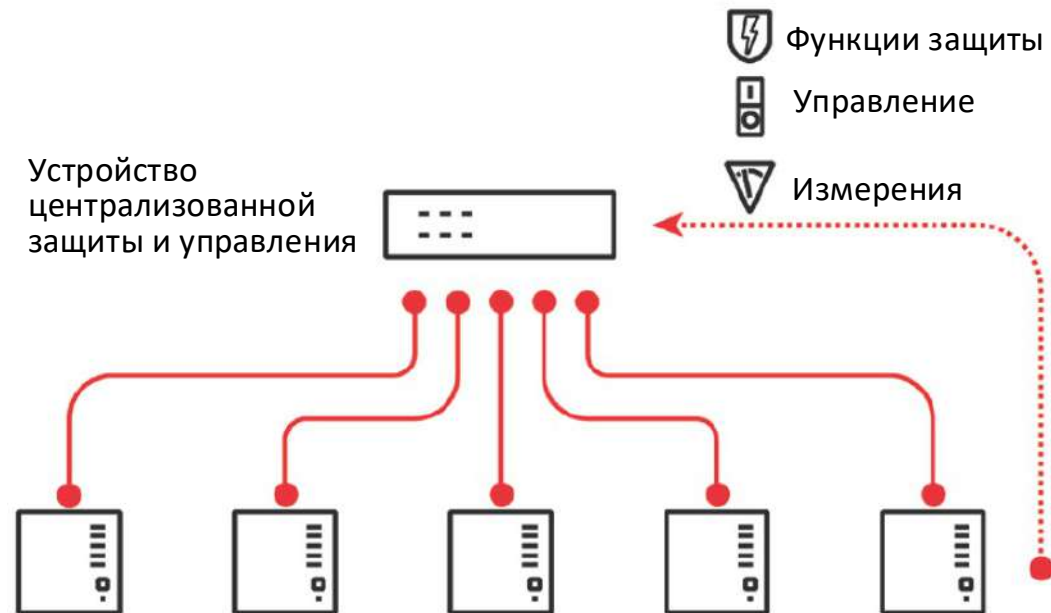 Функции защиты
Управление
Измерения
Устройство
централизованной
защиты и управления